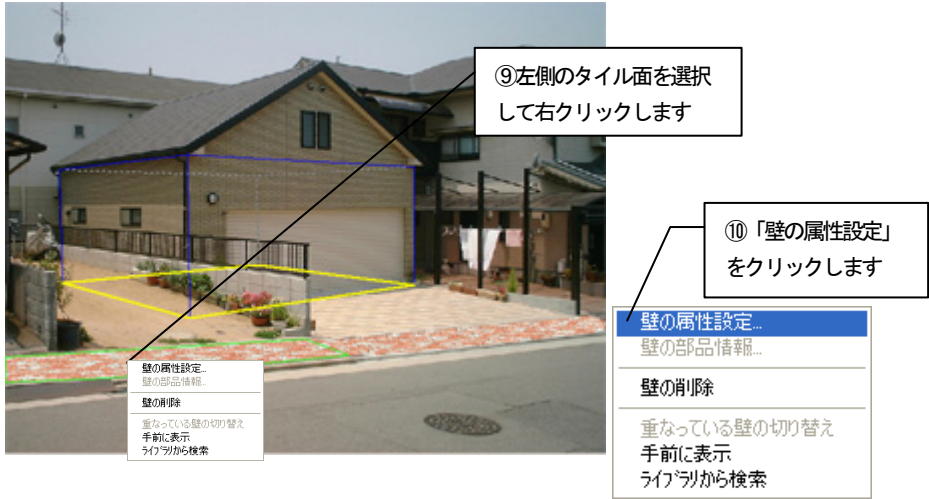 ⑨左側のタイル面を選択
して右クリックします
⑩「壁の属性設定」
をクリックします
壁の属性設定...
壁の部品情報...
壁の削除
重なっている壁の切り替え
手前に表示
ライブラリから検索
壁の属性設定...
壁の部品情報...
壁の削除
重なっている壁の切り替え
手前に表示
ライブラリから検索